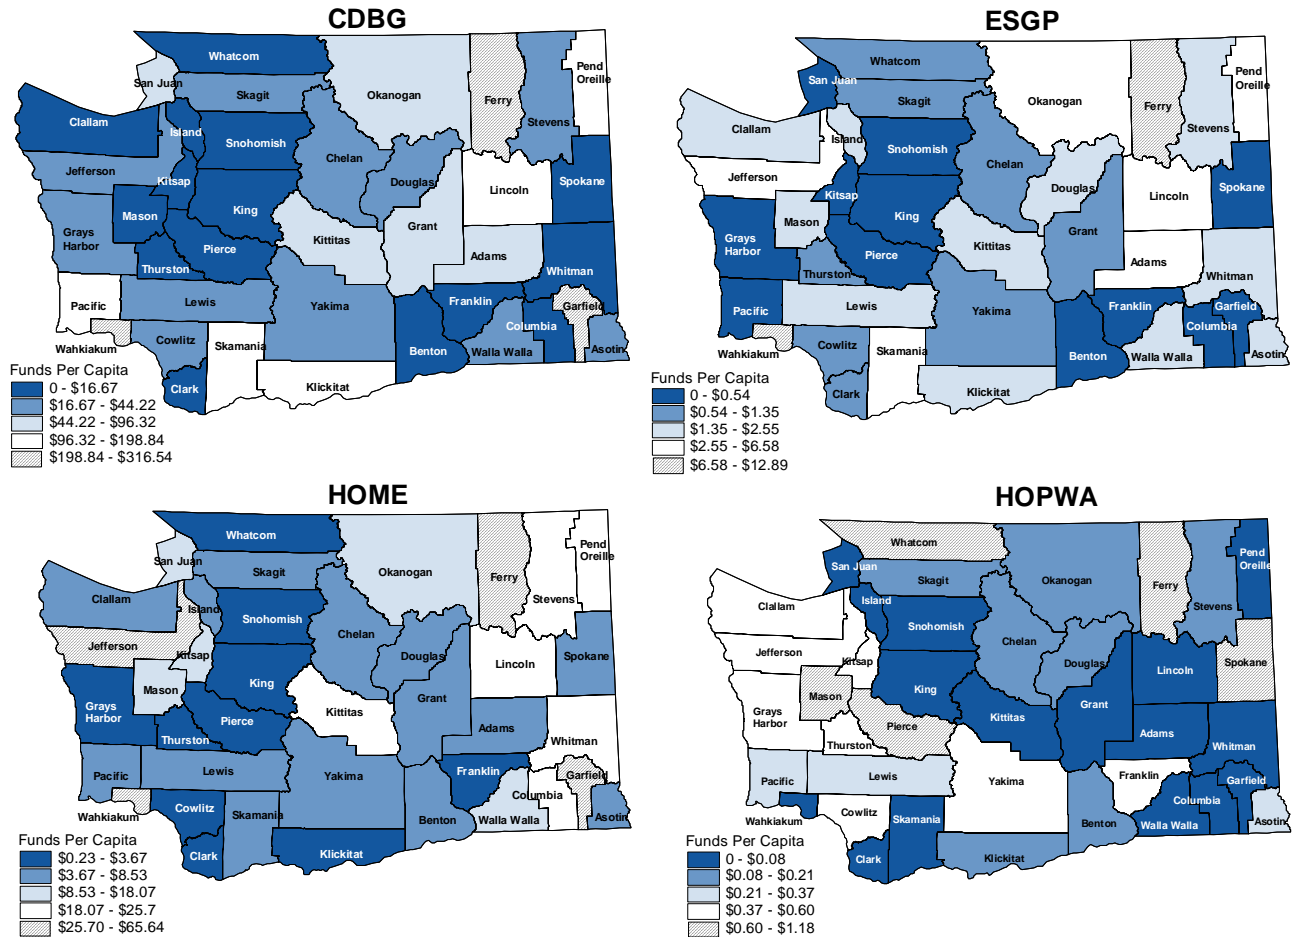 CDBG
Whatcom
San Juan
Skagit
Okanogan
Ferry
Pend
Oreille
Stevens
Clallam
Island
Snohomish
Chelan
Jefferson
Kitsap
Douglas
Lincoln
Spokane
Mason
King
Grays
Harbor
Grant
Kittitas
Pierce
Adams
Thurston
Whitman
Pacific
Lewis
Yakima
Franklin
Garfield
Columbia
Wahkiakum
Cowlitz
Skamania
Benton
Walla Walla
Asotin
Clark
Klickitat
Funds Per Capita
0 - $16.67
$16.67 - $44.22
$44.22 - $96.32
$96.32 - $198.84
$198.84 - $316.54
ESGP
Whatcom
San Juan
Skagit
Okanogan
Ferry
Pend
Oreille
Stevens
Clallam
Island
Snohomish
Chelan
Jefferson
Kitsap
Douglas
Lincoln
Spokane
Mason
King
Grays
Harbor
Grant
Kittitas
Pierce
Adams
Thurston
Whitman
Pacific
Lewis
Yakima
Franklin
Garfield
Columbia
Wahkiakum
Cowlitz
Skamania
Benton
Walla Walla
Asotin
Clark
Klickitat
Funds Per Capita
0 - $0.54
$0.54 - $1.35
$1.35 - $2.55
$2.55 - $6.58
$6.58 - $12.89
HOME
Whatcom
San Juan
Skagit
Okanogan
Ferry
Pend
Oreille
Stevens
Clallam
Island
Snohomish
Chelan
Jefferson
Kitsap
Douglas
Lincoln
Spokane
Mason
King
Grays
Harbor
Grant
Kittitas
Pierce
Adams
Thurston
Whitman
Pacific
Lewis
Yakima
Franklin
Garfield
Columbia
Wahkiakum
Cowlitz
Skamania
Benton
Walla Walla
Asotin
Clark
Klickitat
Funds Per Capita
$0.23 - $3.67
$3.67 - $8.53
$8.53 - $18.07
$18.07 - $25.7
$25.70 - $65.64
HOPWA
Whatcom
San Juan
Skagit
Okanogan
Ferry
Pend
Oreille
Stevens
Clallam
Island
Snohomish
Chelan
Jefferson
Kitsap
Douglas
Lincoln
Spokane
Mason
King
Grays
Harbor
Grant
Kittitas
Pierce
Adams
Thurston
Whitman
Pacific
Lewis
Yakima
Franklin
Garfield
Columbia
Wahkiakum
Cowlitz
Skamania
Benton
Walla Walla
Asotin
Clark
Klickitat
Funds Per Capita
0 - $0.08
$0.08 - $0.21
$0.21 - $0.37
$0.37 - $0.60
$0.60 - $1.18